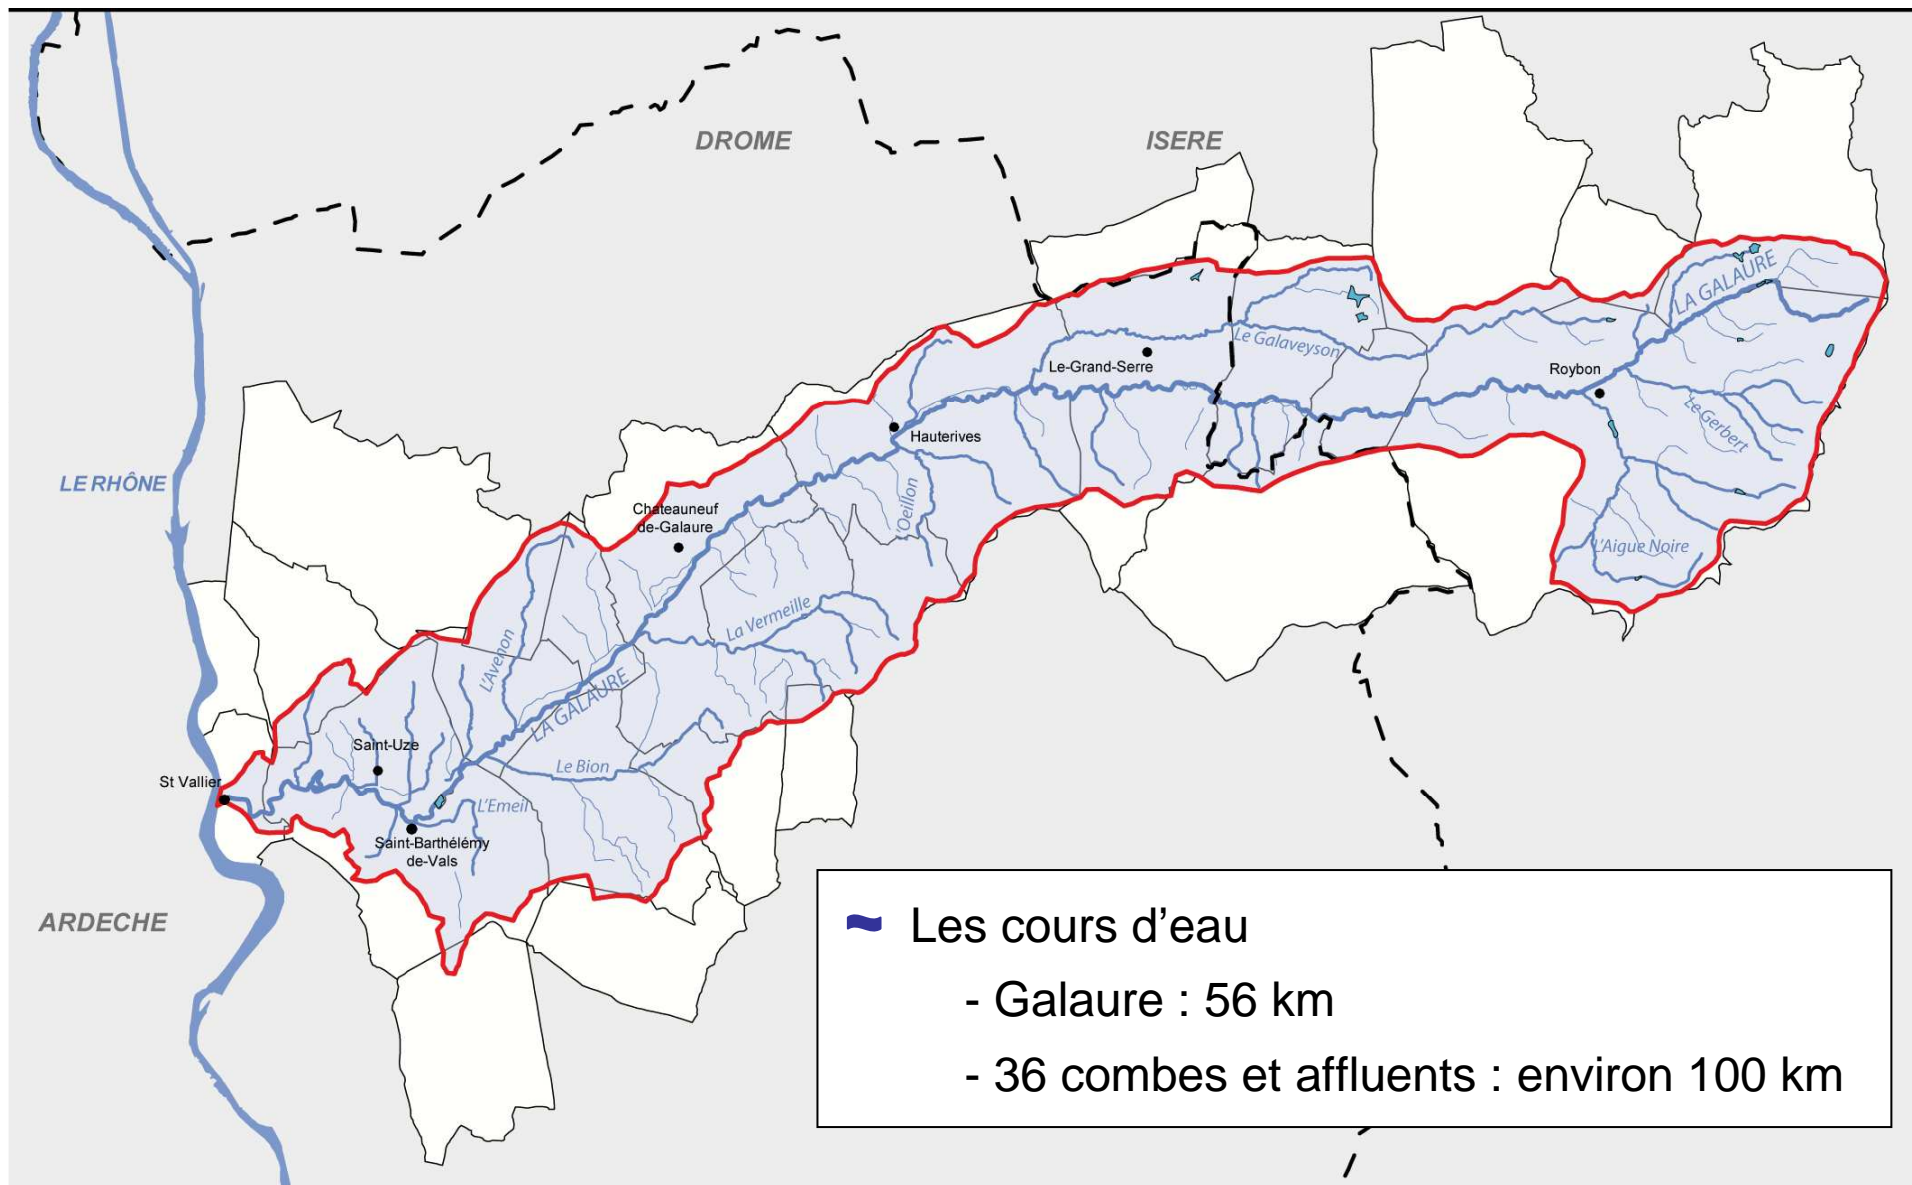 DROME
ISERE
LA GALAURE
Le Galaveyson
Le-Grand-Serre
Roybon
Le Gerbert
Hauterives
LE RHÔNE
L'Oeillon
Chateauneuf
de-Galaure
L'Aigue Noire
La Vermeille
L'Avenon
LA GALAURE
Saint-Uze
Le Bion
St Vallier
L'Emeil
Saint-Barthélémy
de-Vals
ARDECHE
~ Les cours d’eau
- Galaure : 56 km
- 36 combes et affluents : environ 100 km